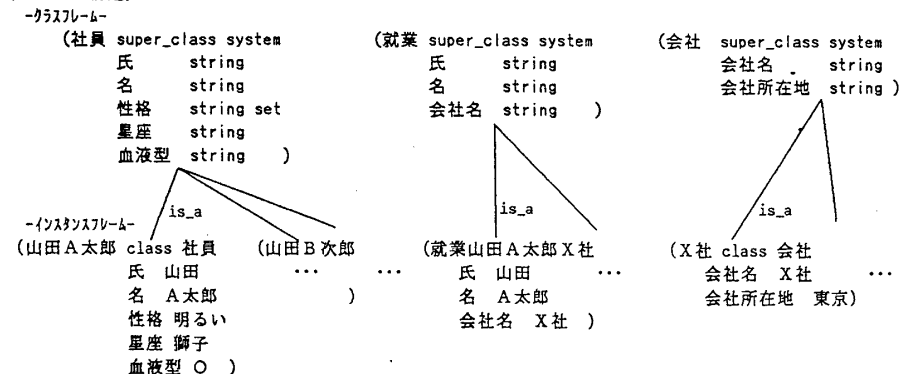 -クラスフレーム-
(社員 super_class system (就業 super_class system (会社 super_class system
氏 string 氏 string 会社名 string
名 string 名 string 会社所在地 string )
性格 string set 会社名 string )
星座 string
血液型 string )
is_a is_a is_a
-インスタンスフレーム-
(山田A太郎 class 社員 (山田B次郎 (就業山田A太郎X社 (X社 class 会社
氏 山田 … … 氏 山田 … 会社名 X社 …
名 A太郎 ) 名 A太郎 会社所在地 東京)
性格 明るい 会社名 X社 )
星座 獅子
血液型 O )